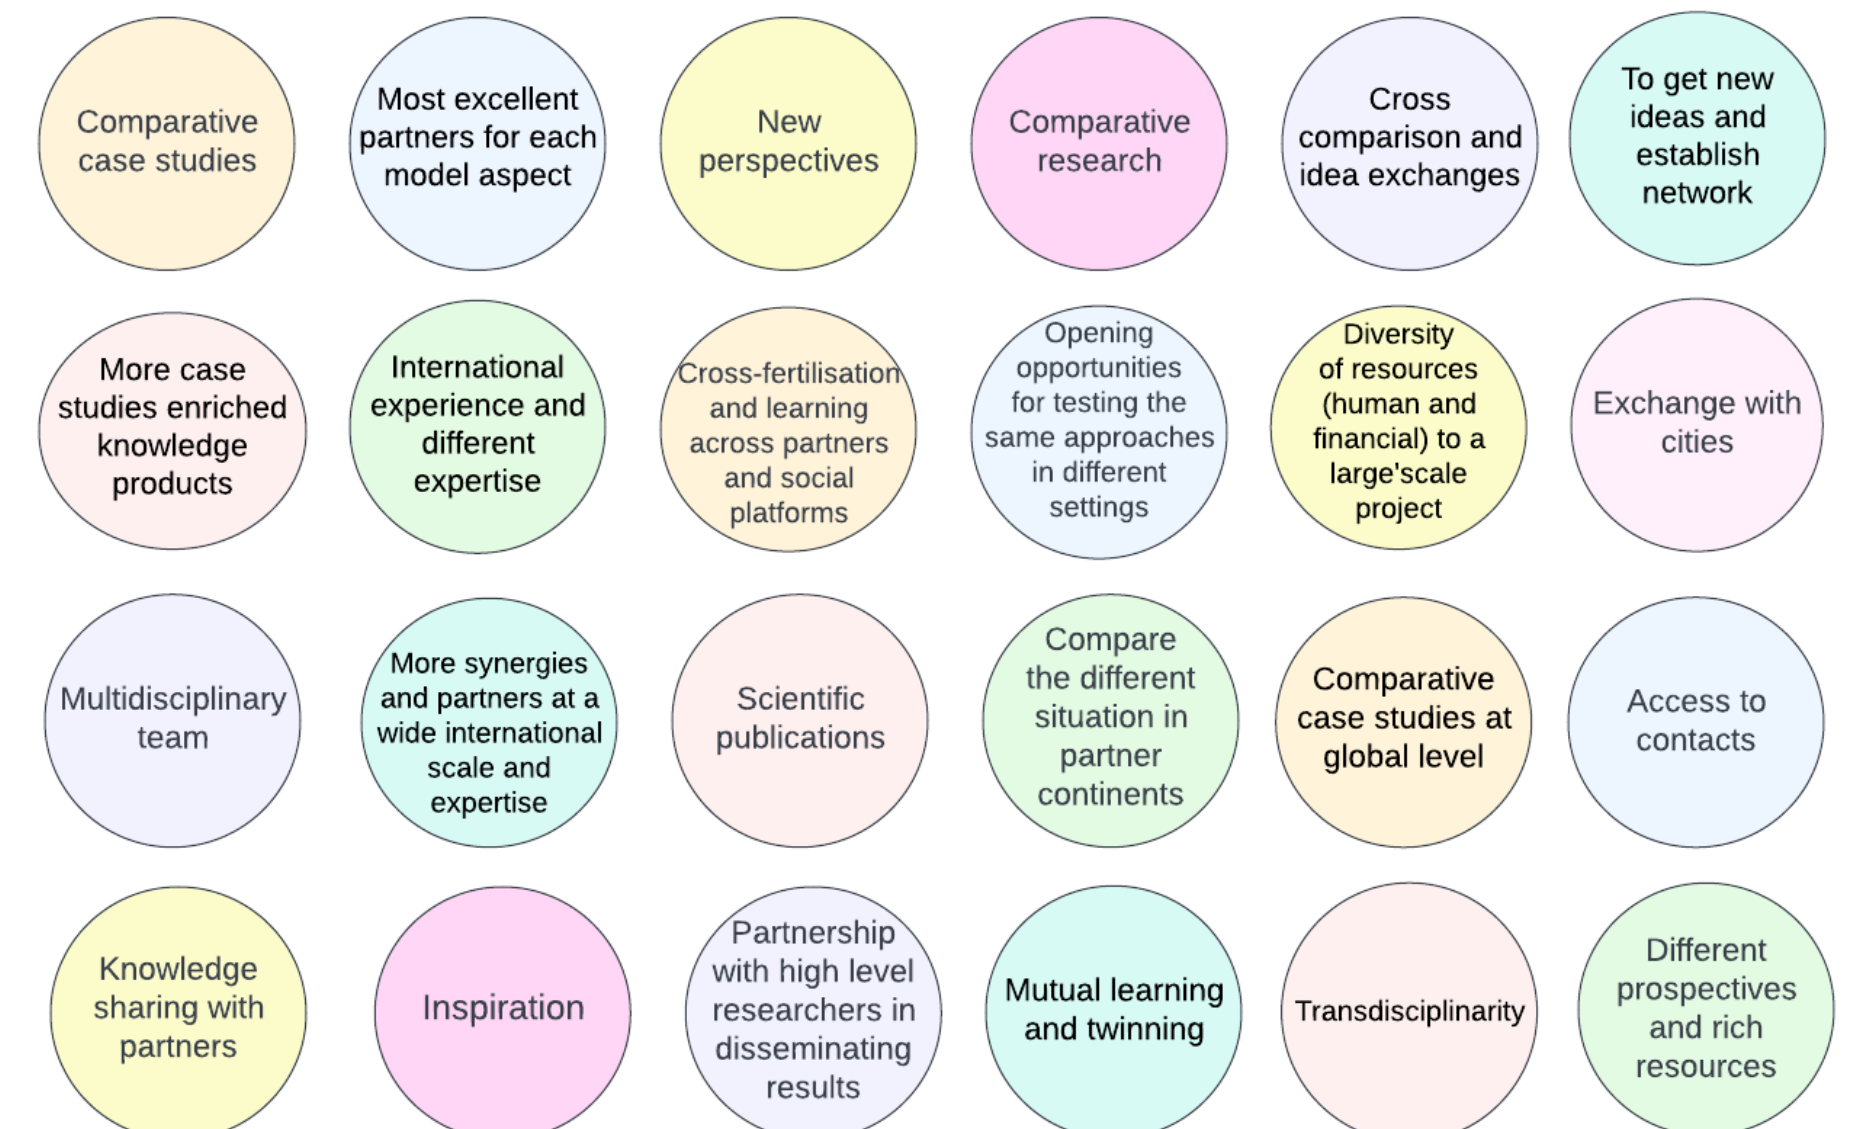 Comparative
case studies
Most excellent
partners for each
model aspect
New
perspectives
Comparative
research
Cross
comparison and
idea exchanges
To get new
ideas and
establish
network
More case
studies enriched
knowledge
products
International
experience and
different
expertise
Cross-fertilisation
and learning
across partners
and social
platforms
Opening
opportunities
for testing the
same approaches
in different
settings
Diversity
of resources
(human and
financial) to a
large'scale
project
Exchange with
cities
Multidisciplinary
team
More synergies
and partners at a
wide international
scale and
expertise
Scientific
publications
Compare
the different
situation in
partner
continents
Comparative
case studies at
global level
Access to
contacts
Knowledge
sharing with
partners
Inspiration
Partnership
with high level
researchers in
disseminating
results
Mutual learning
and twinning
Transdisciplinarity
Different
prospectives
and rich
resources